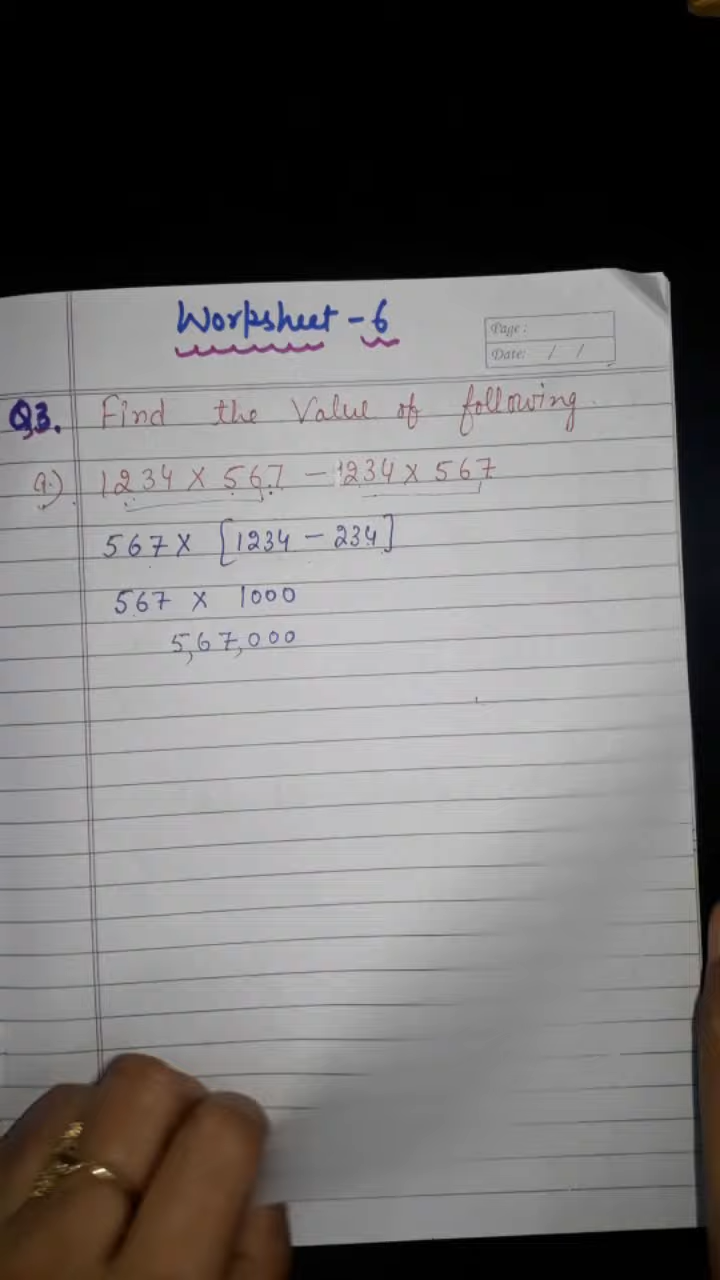 Worksheet - 6
Page:
Date: / /
Q3. Find the Value of following.
a.) 1234 × 567 - 1234 × 567
567 × [1234 - 234]
567 × 1000
5,67,000